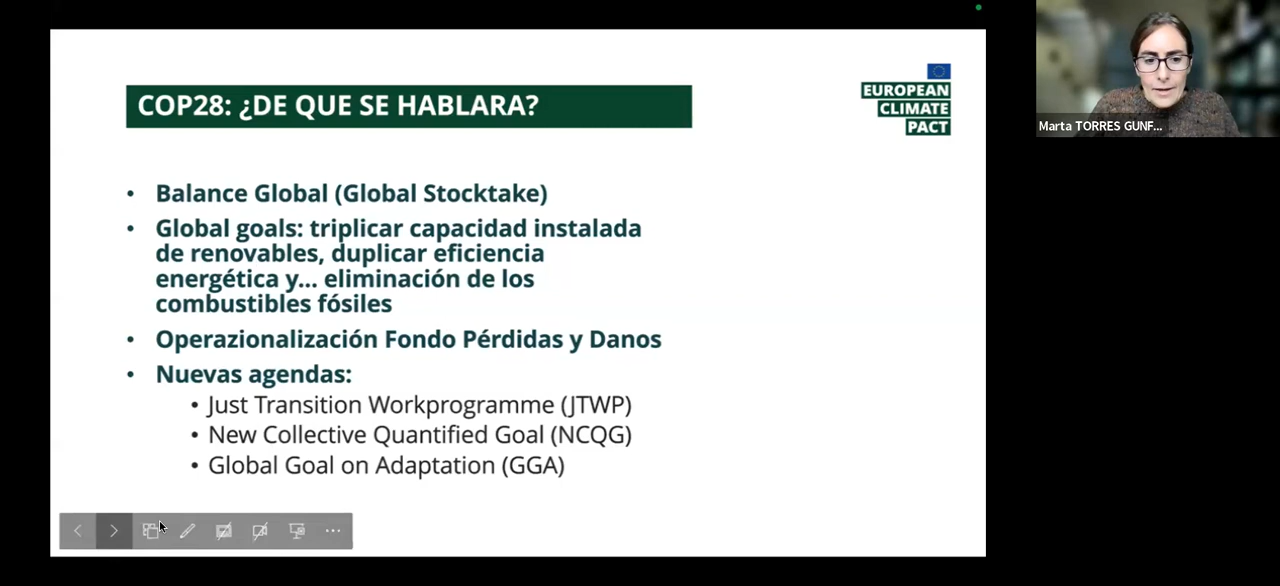 COP28: ¿DE QUE SE HABLARA?
EUROPEAN
CLIMATE
PACT
• Balance Global (Global Stocktake)
• Global goals: triplicar capacidad instalada
de renovables, duplicar eficiencia
energética y... eliminación de los
combustibles fósiles
• Operazionalización Fondo Pérdidas y Danos
• Nuevas agendas:
• Just Transition Workprogramme (JTWP)
• New Collective Quantified Goal (NCQG)
• Global Goal on Adaptation (GGA)
Marta TORRES GUNF...